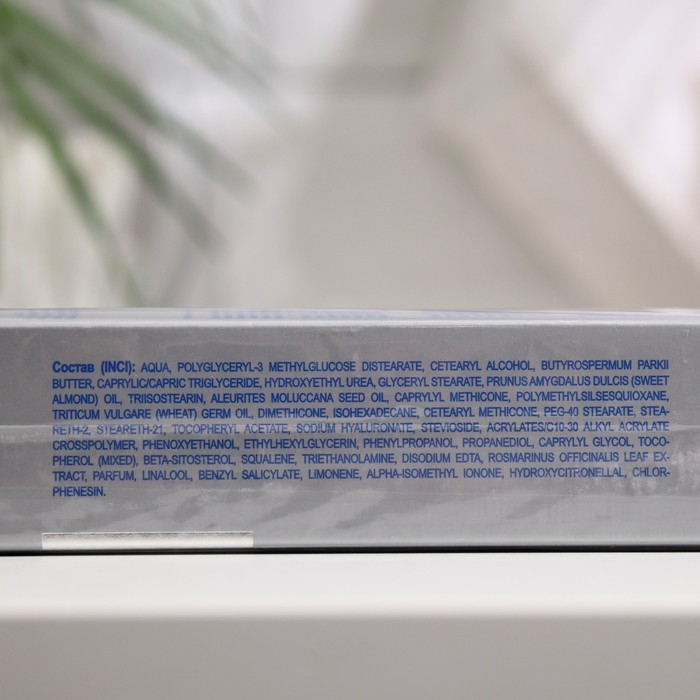 Состав (INCI): AQUA, POLYGLYCERYL-3 METHYLGLUCOSE DISTEARATE, CETEARYL ALCOHOL, BUTYROSPERMUM PARKII
BUTTER, CAPRYLIC/CAPRIC TRIGLYCERIDE, HYDROXYETHYL UREA, GLYCERYL STEARATE, PRUNUS AMYGDALUS DULCIS (SWEET
ALMOND) OIL, TRIISOSTEARIN, ALEURITES MOLUCCANA SEED OIL, CAPRYLYL METHICONE, POLYMETHYLSILSESQUIOXANE,
TRITICUM VULGARE (WHEAT) GERM OIL, DIMETHICONE, ISOHEXADECANE, CETEARYL METHICONE, PEG-40 STEARATE, STEA-
RETH-2, STEARETH-21, TOCOPHERYL ACETATE, SODIUM HYALURONATE, STEVIOSIDE, ACRYLATES/C10-30 ALKYL ACRYLATE
CROSSPOLYMER, PHENOXYETHANOL, ETHYLHEXYLGLYCERIN, PHENYLPROPANOL, PROPANEDIOL, CAPRYLYL GLYCOL, TOCO-
PHEROL (MIXED), BETA-SITOSTEROL, SQUALENE, TRIETHANOLAMINE, DISODIUM EDTA, ROSMARINUS OFFICINALIS LEAF EX-
TRACT, PARFUM, LINALOOL, BENZYL SALICYLATE, LIMONENE, ALPHA-ISOMETHYL IONONE, HYDROXYCITRONELLAL, CHLOR-
PHENESIN.